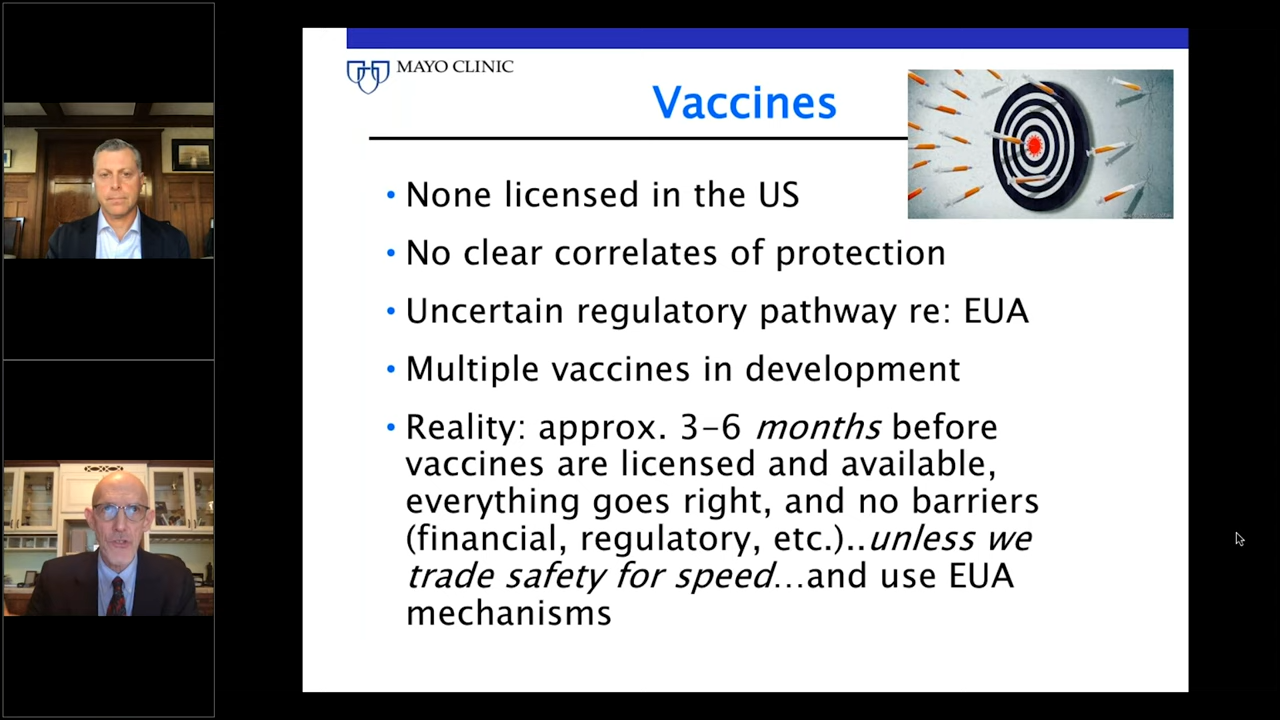 MAYO CLINIC
Vaccines
• None licensed in the US
• No clear correlates of protection
• Uncertain regulatory pathway re: EUA
• Multiple vaccines in development
• Reality: approx. 3–6 months before
vaccines are licensed and available,
everything goes right, and no barriers
(financial, regulatory, etc.)..unless we
trade safety for speed...and use EUA
mechanisms